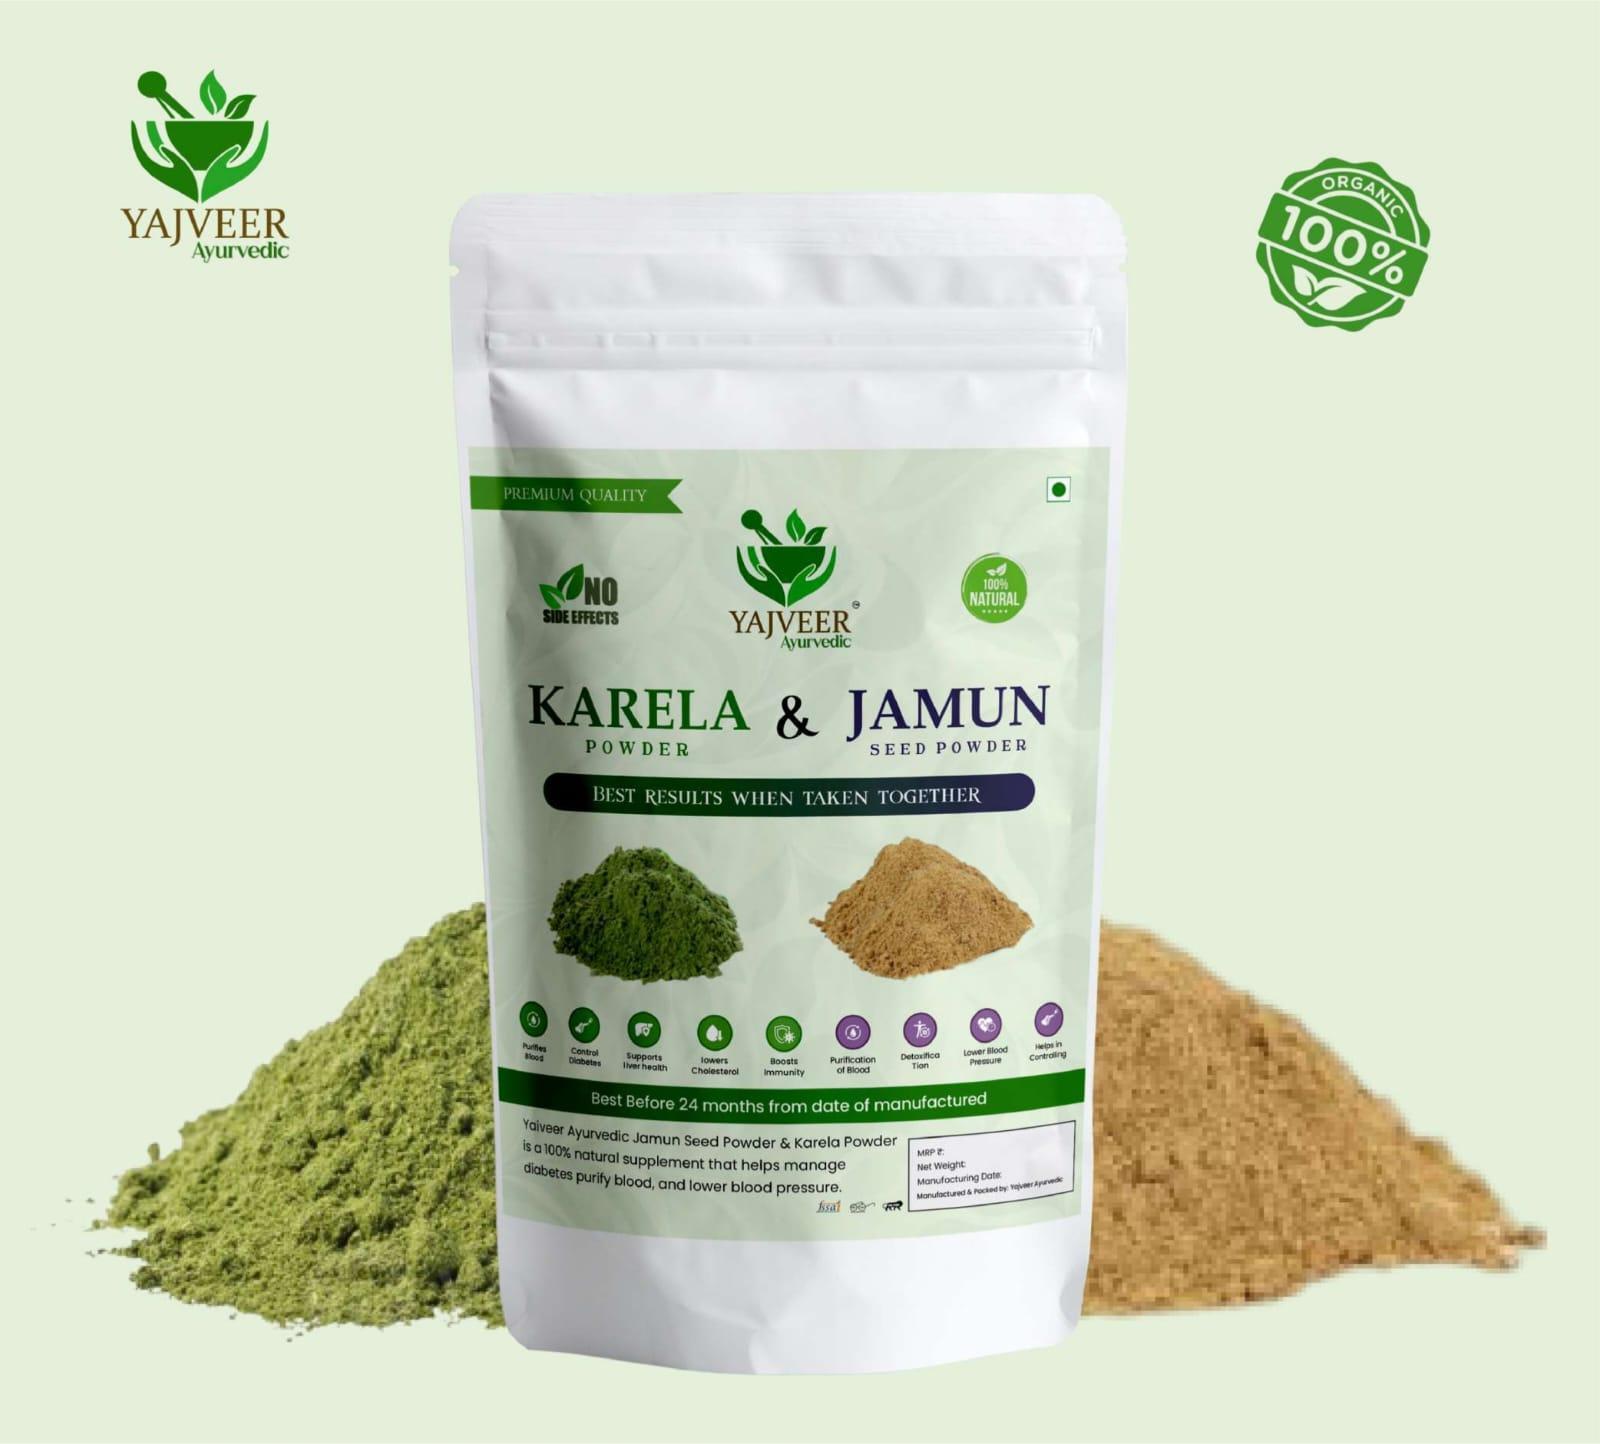 YAJVEER
Ayurvedic
ORGANIC
100%
PREMIUM QUALITY
NO
SIDE EFFECTS
YAJVEER
Ayurvedic
100%
NATURAL
KARELA & JAMUN
POWDER
SEED POWDER
BEST RESULTS WHEN TAKEN TOGETHER
Purifies
Blood
Control
Diabetes
Supports
liver health
lowers
Cholesterol
Boosts
Immunity
Purification
of Blood
Detoxifica
Tion
Lower Blood
Pressure
Helps in
Controlling
Best Before 24 months from date of manufactured
Yajveer Ayurvedic Jamun Seed Powder & Karela Powder
is a 100% natural supplement that helps manage
diabetes purify blood, and lower blood pressure.
MRP ₹:
Net Weight:
Manufacturing Date:
Manufactured & Packed by: Yajveer Ayurvedic
fssai